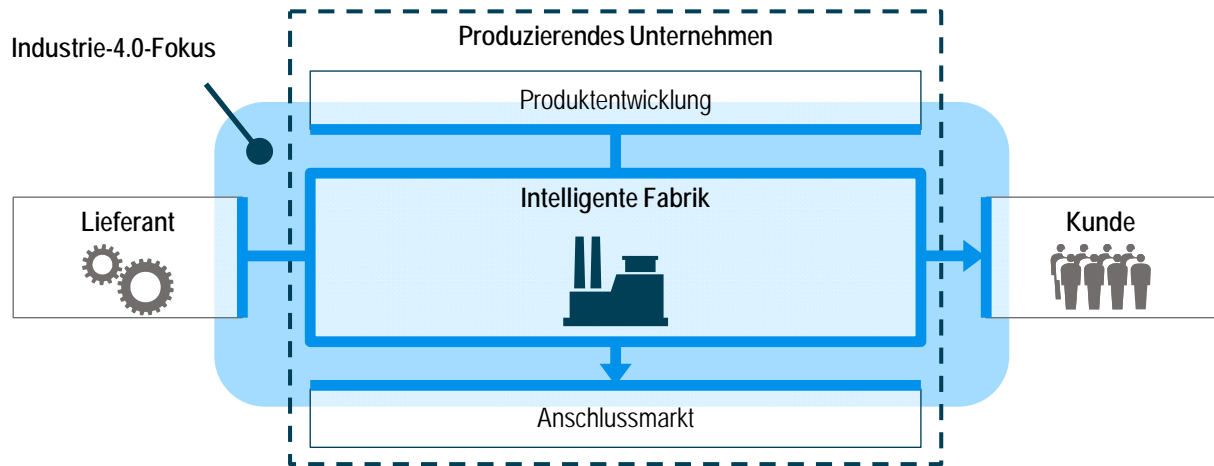 Produzierendes Unternehmen
Industrie-4.0-Fokus
Produktentwicklung
Intelligente Fabrik
Lieferant
Kunde
Anschlussmarkt